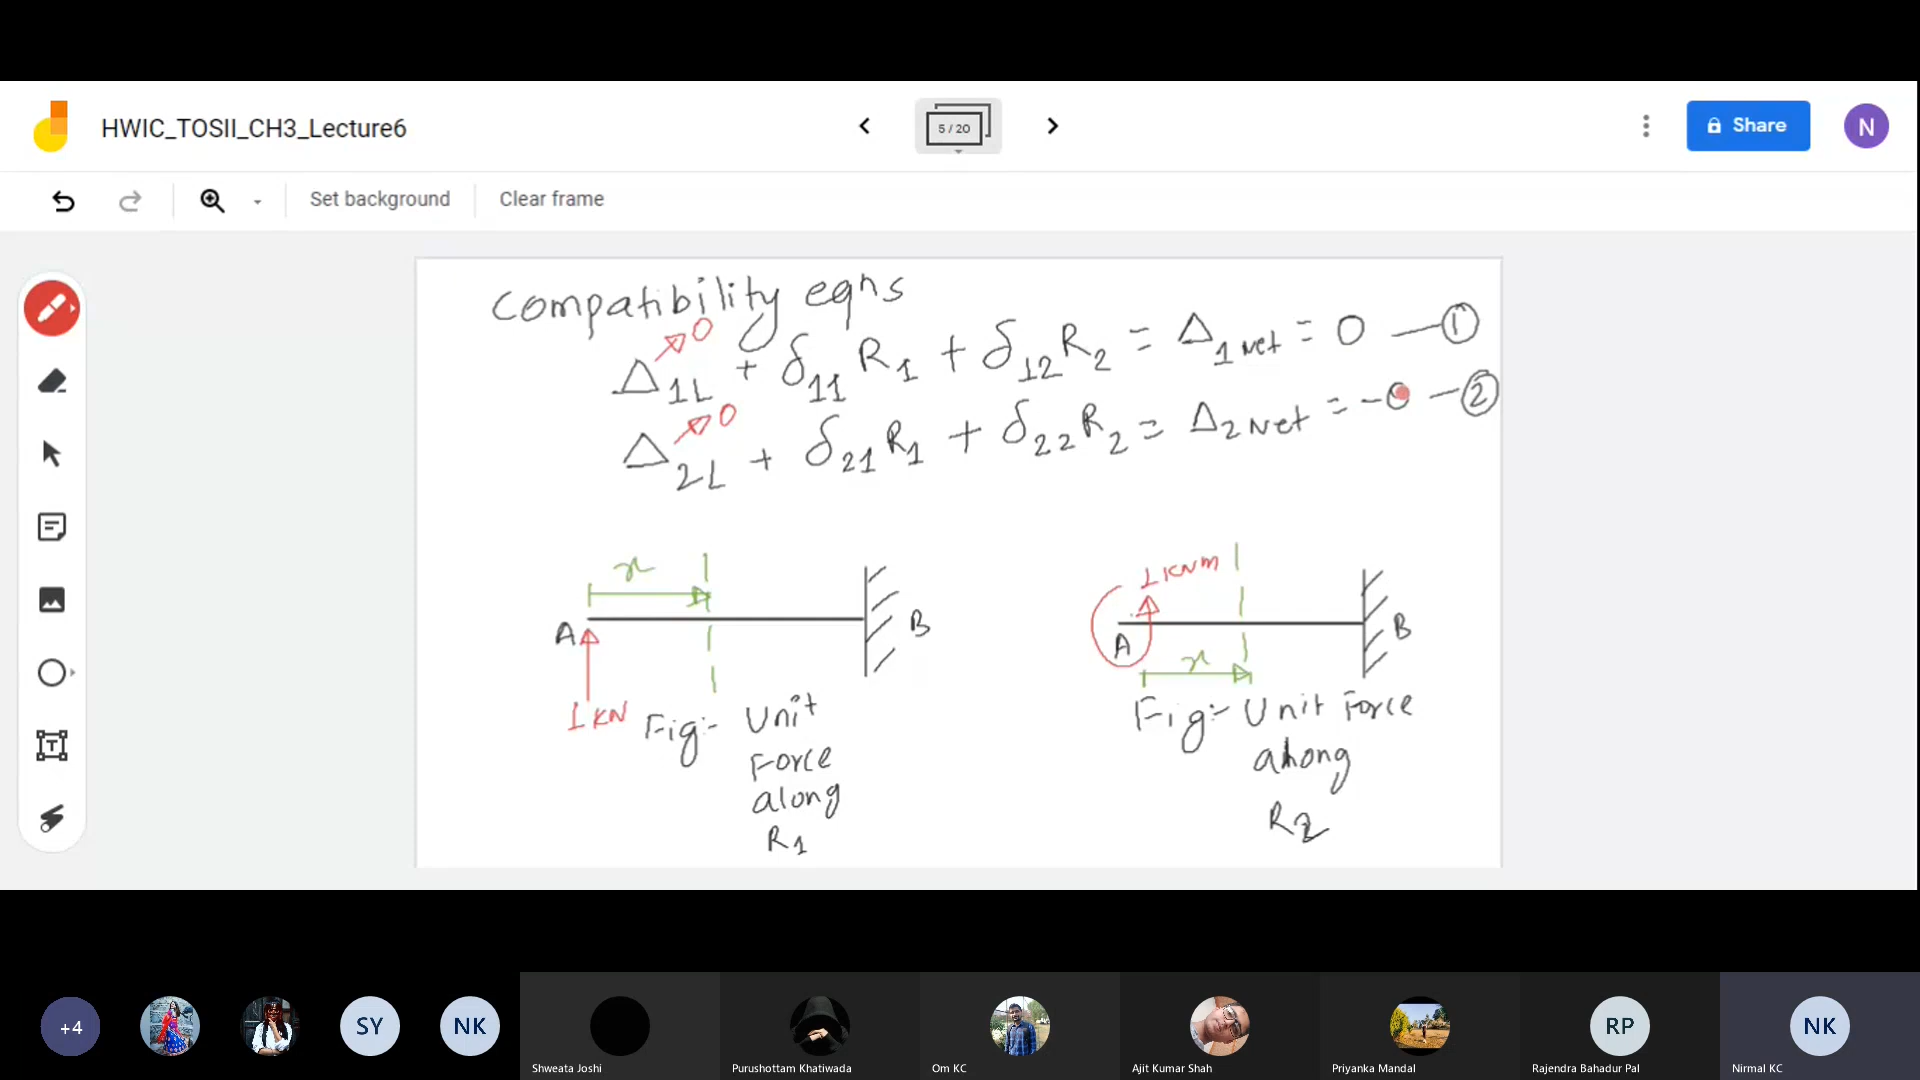 HWIC_TOSII_CH3_Lecture6
5 / 20
Share
N
Set background
Clear frame
Compatibility eqns
Δ1L ↗0 + δ11 R1 + δ12 R2 = Δ1 Net = 0 — ①
Δ2L ↗0 + δ21 R1 + δ22 R2 = Δ2 Net = -θ — ②
x
A
B
1 KN
Fig:- Unit
Force
along
R1
1 KNm
A
B
x
Fig:- Unit Force
along
R2
T
+4
SY
NK
RP
NK
Shweata Joshi
Purushottam Khatiwada
Om KC
Ajit Kumar Shah
Priyanka Mandal
Rajendra Bahadur Pal
Nirmal KC